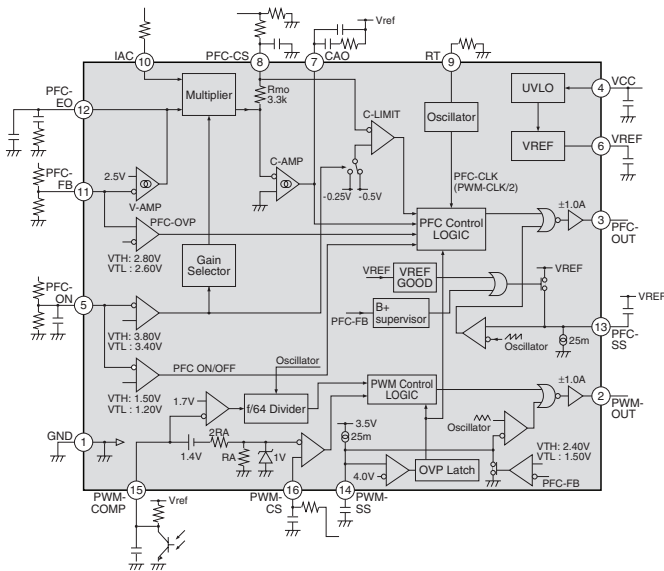 Vref
IAC
10
PFC-CS
8
7
CAO
RT
9
PFC-
EO
12
Multiplier
Rmo
3.3k
C-LIMIT
Oscillator
UVLO
4
VCC
VREF
6
VREF
2.5V
V-AMP
C-AMP
-0.25V
-0.5V
PFC-CLK
(PWM-CLK/2)
PFC-
FB
11
PFC-OVP
VTH: 2.80V
VTL : 2.60V
Gain
Selector
PFC Control
LOGIC
±1.0A
3
PFC-
OUT
VREF
VREF
GOOD
VREF
PFC-FB
B+
supervisor
VREF
PFC-
ON
5
VTH: 3.80V
VTL : 3.40V
Oscillator
25m
13
PFC-
SS
PFC ON/OFF
Oscillator
VTH: 1.50V
VTL : 1.20V
1.7V
f/64 Divider
PWM Control
LOGIC
±1.0A
2
PWM-
OUT
Oscillator
GND
1
1.4V
2RA
RA
1V
3.5V
25m
4.0V
OVP Latch
VTH: 2.40V
VTL : 1.50V
PFC-FB
PWM-
COMP
15
PWM-
CS
16
14
PWM-
SS
Vref